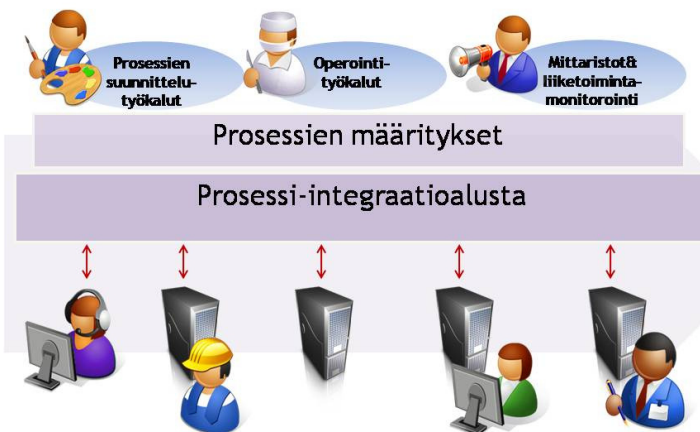 Prosessien
suunnittelu-
työkalut
Operointi-
työkalut
Mittaristot&
liiketoiminta-
monitorointi
Prosessien määritykset
Prosessi-integraatioalusta